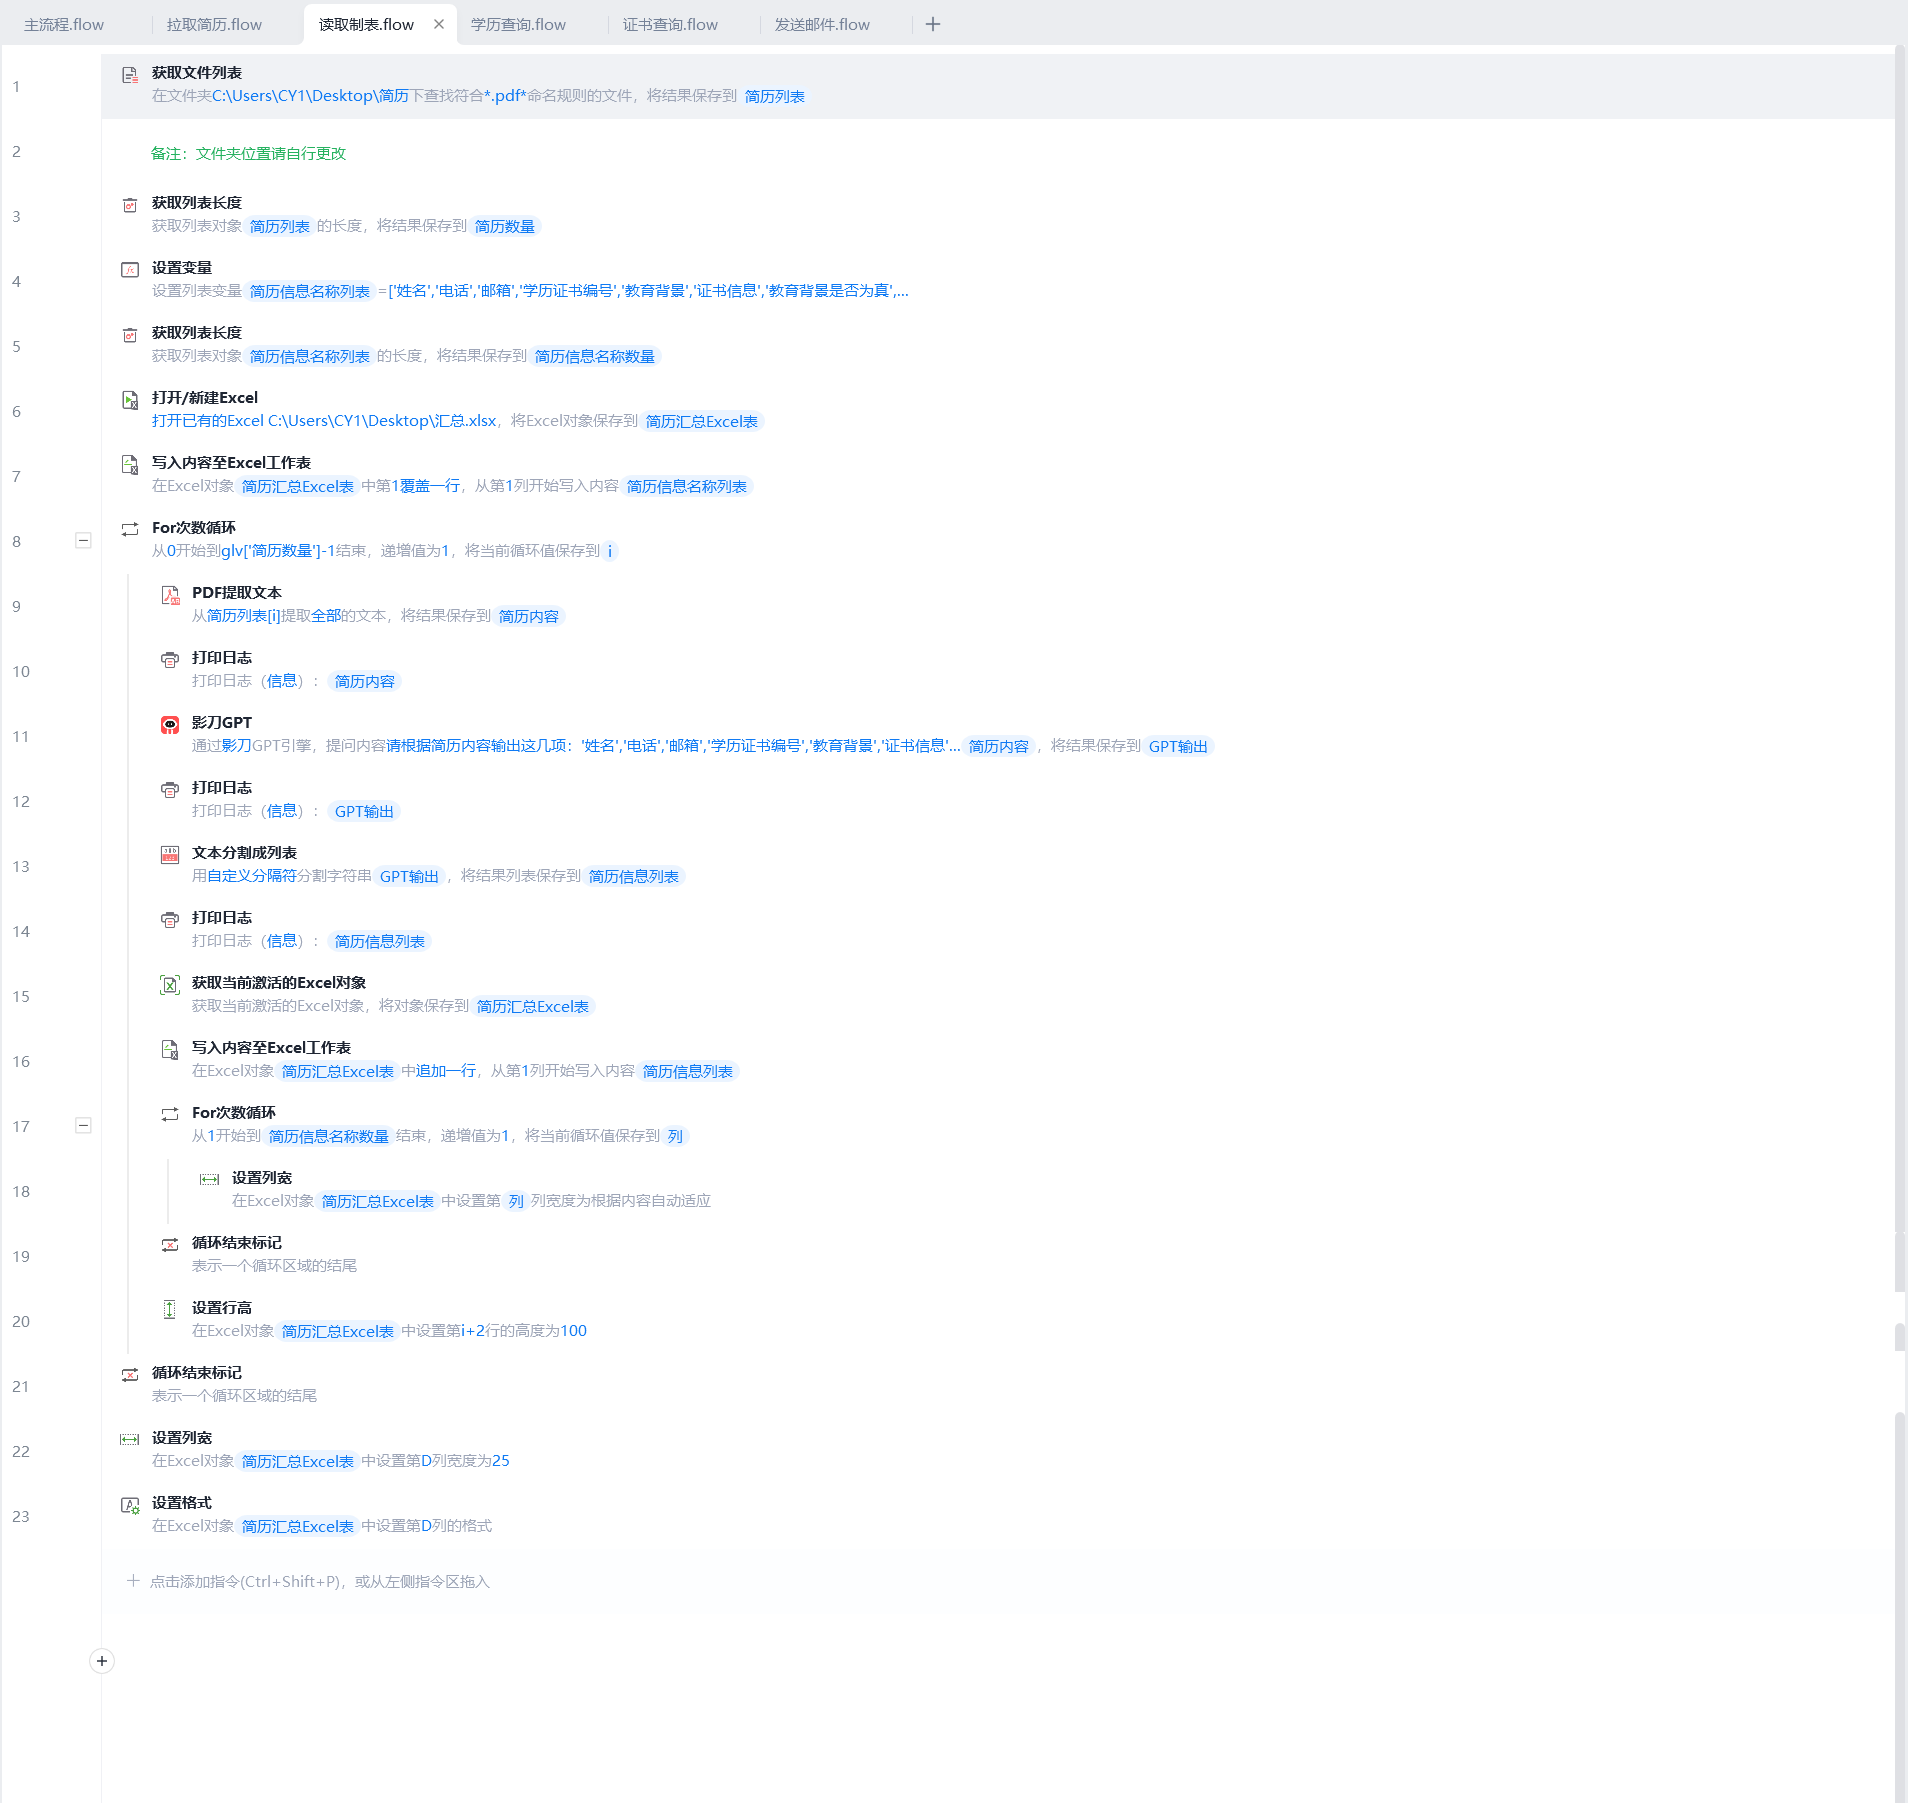 主流程.flow
拉取简历.flow
读取制表.flow
学历查询.flow
证书查询.flow
发送邮件.flow
1
获取文件列表
在文件夹C:\Users\CY1\Desktop\简历下查找符合*.pdf*命名规则的文件，将结果保存到 简历列表
2
备注：文件夹位置请自行更改
3
获取列表长度
获取列表对象 简历列表 的长度，将结果保存到 简历数量
4
设置变量
设置列表变量 简历信息名称列表 =['姓名','电话','邮箱','学历证书编号','教育背景','证书信息','教育背景是否为真',...
5
获取列表长度
获取列表对象 简历信息名称列表 的长度，将结果保存到 简历信息名称数量
6
打开/新建Excel
打开已有的Excel C:\Users\CY1\Desktop\汇总.xlsx，将Excel对象保存到 简历汇总Excel表
7
写入内容至Excel工作表
在Excel对象 简历汇总Excel表 中第1覆盖一行，从第1列开始写入内容 简历信息名称列表
8
For次数循环
从0开始到glv['简历数量']-1结束，递增值为1，将当前循环值保存到 i
9
PDF提取文本
从简历列表[i]提取全部的文本，将结果保存到 简历内容
10
打印日志
打印日志（信息）： 简历内容
11
影刀GPT
通过影刀GPT引擎，提问内容请根据简历内容输出这几项：'姓名','电话','邮箱','学历证书编号','教育背景','证书信息'... 简历内容 ，将结果保存到 GPT输出
12
打印日志
打印日志（信息）： GPT输出
13
文本分割成列表
用自定义分隔符分割字符串 GPT输出 ，将结果列表保存到 简历信息列表
14
打印日志
打印日志（信息）： 简历信息列表
15
获取当前激活的Excel对象
获取当前激活的Excel对象，将对象保存到 简历汇总Excel表
16
写入内容至Excel工作表
在Excel对象 简历汇总Excel表 中追加一行，从第1列开始写入内容 简历信息列表
17
For次数循环
从1开始到 简历信息名称数量 结束，递增值为1，将当前循环值保存到 列
18
设置列宽
在Excel对象 简历汇总Excel表 中设置第 列 列宽度为根据内容自动适应
19
循环结束标记
表示一个循环区域的结尾
20
设置行高
在Excel对象 简历汇总Excel表 中设置第i+2行的高度为100
21
循环结束标记
表示一个循环区域的结尾
22
设置列宽
在Excel对象 简历汇总Excel表 中设置第D列宽度为25
23
设置格式
在Excel对象 简历汇总Excel表 中设置第D列的格式
点击添加指令(Ctrl+Shift+P)，或从左侧指令区拖入